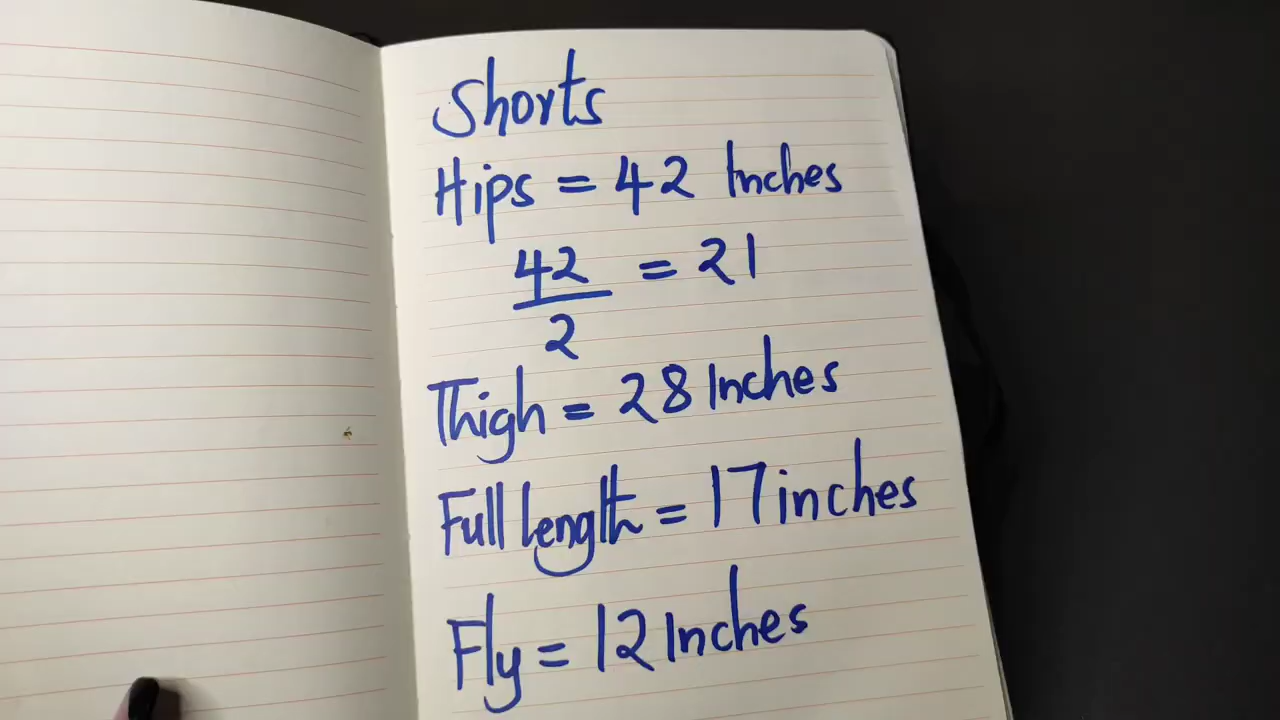 Shorts
Hips = 42 Inches
42
= 21
2
Thigh = 28 Inches
Full length = 17 inches
Fly = 12 Inches